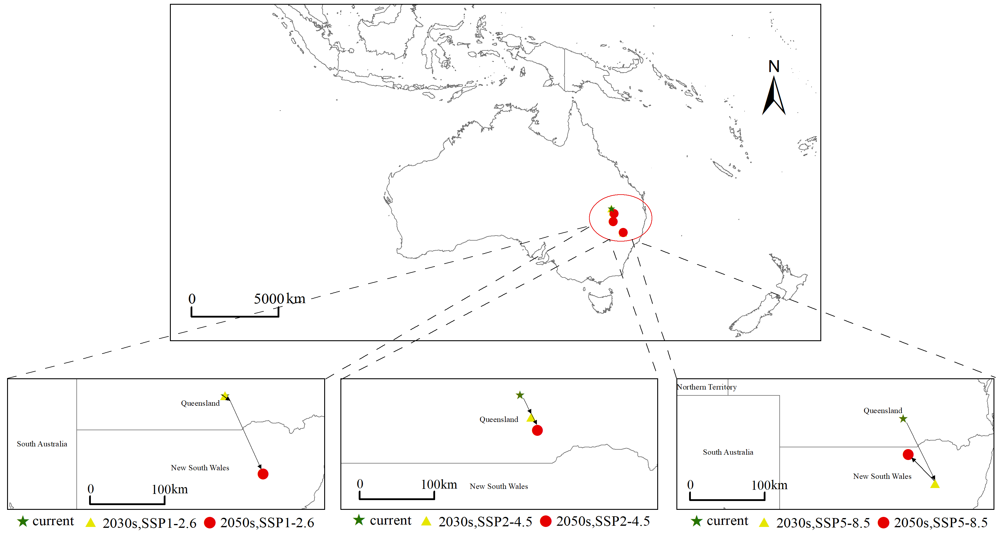 N
0 5000 km
Queensland
South Australia
New South Wales
0 100km
Queensland
0 100km
New South Wales
Northern Territory
Queensland
South Australia
New South Wales
0 100km
current 2030s,SSP1-2.6 2050s,SSP1-2.6
current 2030s,SSP2-4.5 2050s,SSP2-4.5
current 2030s,SSP5-8.5 2050s,SSP5-8.5